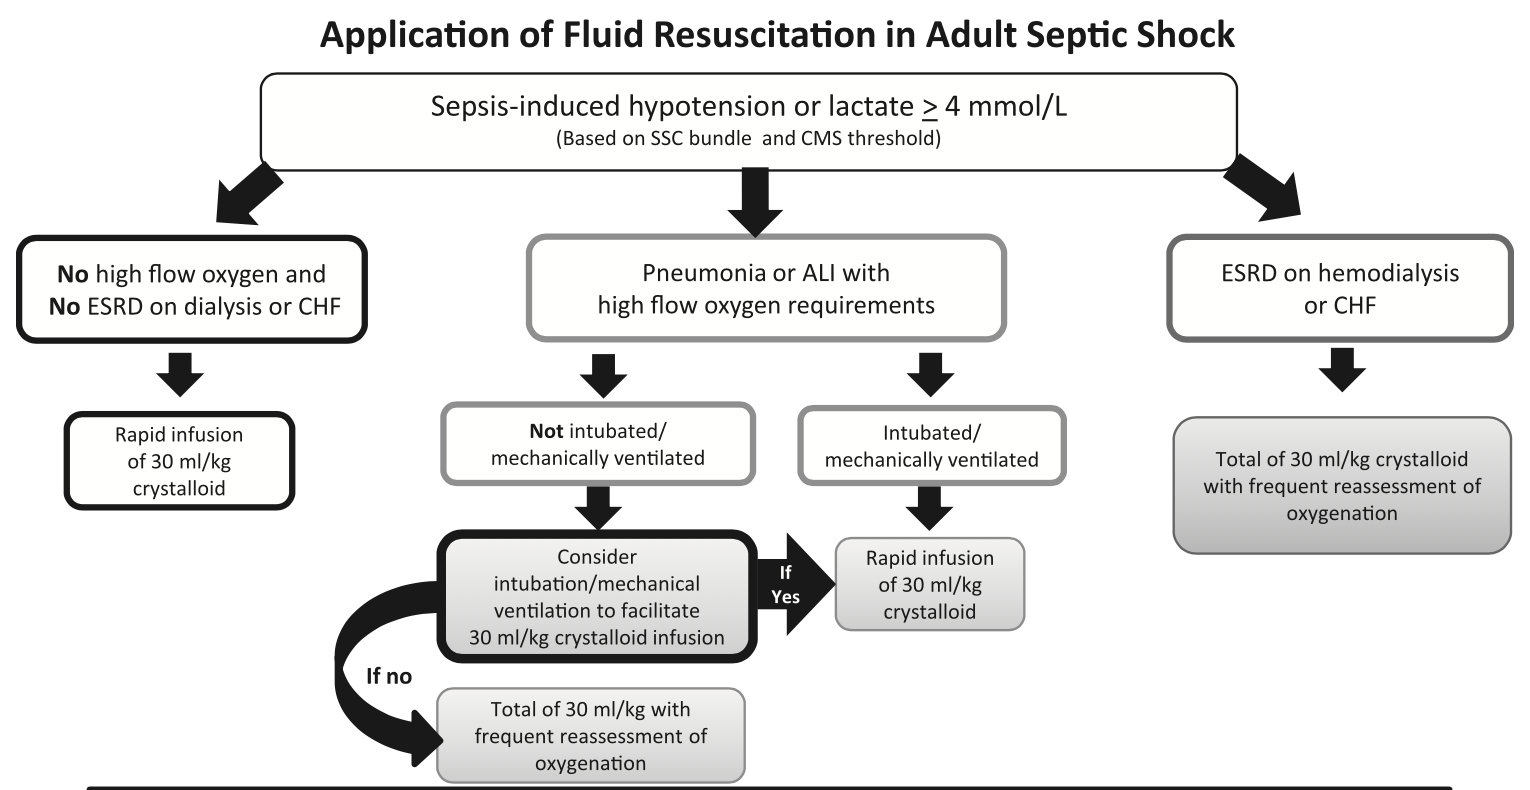 Application of Fluid Resuscitation in Adult Septic Shock
Sepsis-induced hypotension or lactate ≥ 4 mmol/L
(Based on SSC bundle and CMS threshold)
No high flow oxygen and
No ESRD on dialysis or CHF
Rapid infusion
of 30 ml/kg
crystalloid
Pneumonia or ALI with
high flow oxygen requirements
Not intubated/
mechanically ventilated
Consider
intubation/mechanical
ventilation to facilitate
30 ml/kg crystalloid infusion
If no
Total of 30 ml/kg with
frequent reassessment of
oxygenation
If
Yes
Intubated/
mechanically ventilated
Rapid infusion
of 30 ml/kg
crystalloid
ESRD on hemodialysis
or CHF
Total of 30 ml/kg crystalloid
with frequent reassessment of
oxygenation